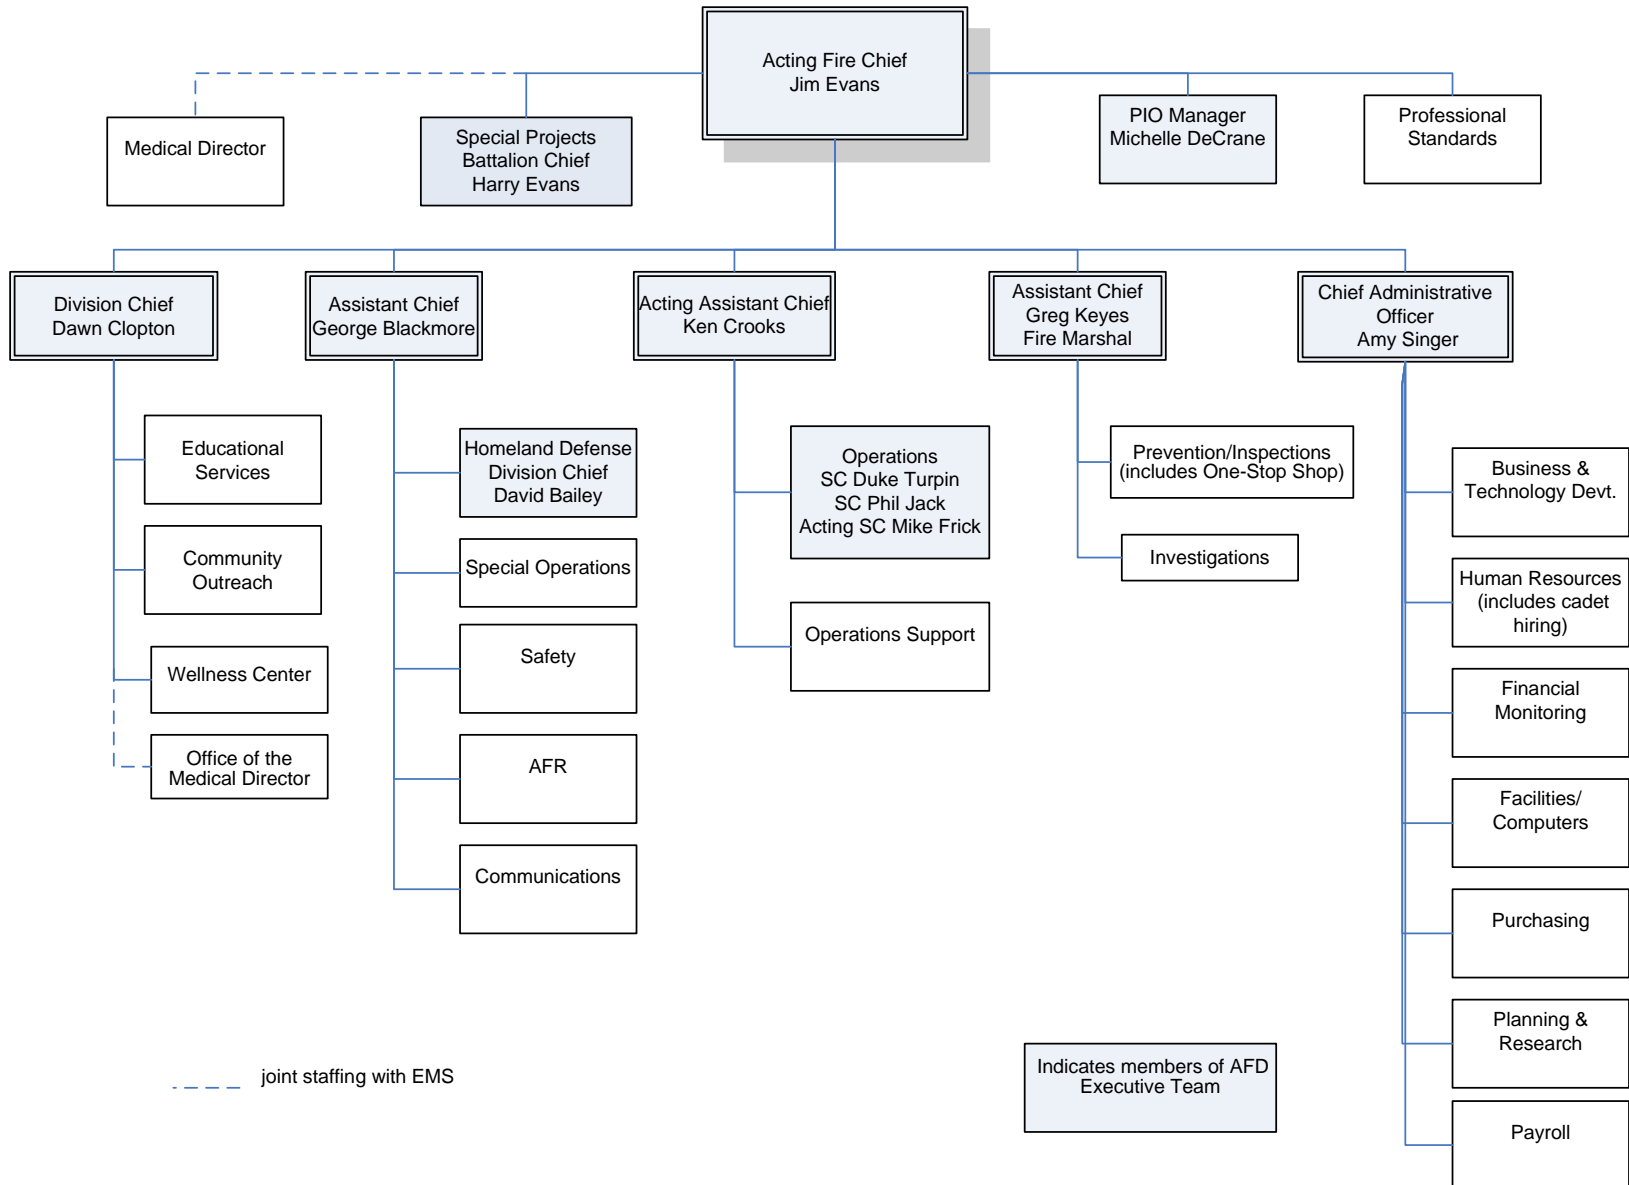 Acting Fire Chief
Jim Evans
Medical Director
Special Projects
Battalion Chief
Harry Evans
PIO Manager
Michelle DeCrane
Professional
Standards
Division Chief
Dawn Clopton
Assistant Chief
George Blackmore
Acting Assistant Chief
Ken Crooks
Assistant Chief
Greg Keyes
Fire Marshal
Chief Administrative
Officer
Amy Singer
Educational
Services
Community
Outreach
Wellness Center
Office of the
Medical Director
Homeland Defense
Division Chief
David Bailey
Special Operations
Safety
AFR
Communications
Operations
SC Duke Turpin
SC Phil Jack
Acting SC Mike Frick
Operations Support
Prevention/Inspections
(includes One-Stop Shop)
Investigations
Business &
Technology Devt.
Human Resources
(includes cadet
hiring)
Financial
Monitoring
Facilities/
Computers
Purchasing
Planning &
Research
Payroll
joint staffing with EMS
Indicates members of AFD
Executive Team